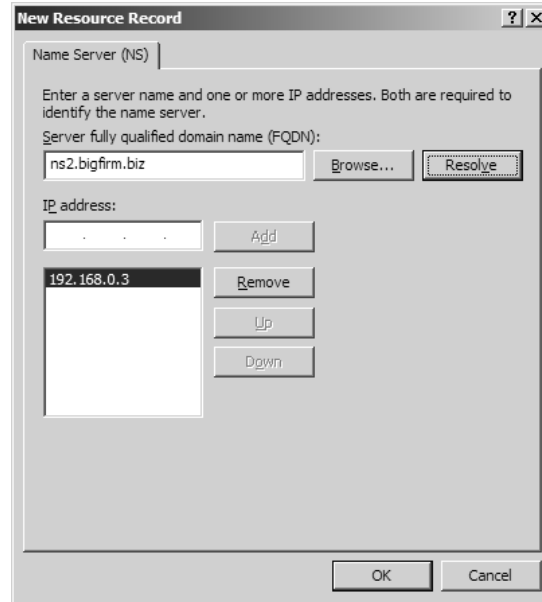 New Resource Record
Name Server (NS)
Enter a server name and one or more IP addresses. Both are required to
identify the name server.
Server fully qualified domain name (FQDN):
ns2.bigfirm.biz
Browse...
Resolve
IP address:
. . .
Add
192.168.0.3
Remove
Up
Down
OK
Cancel